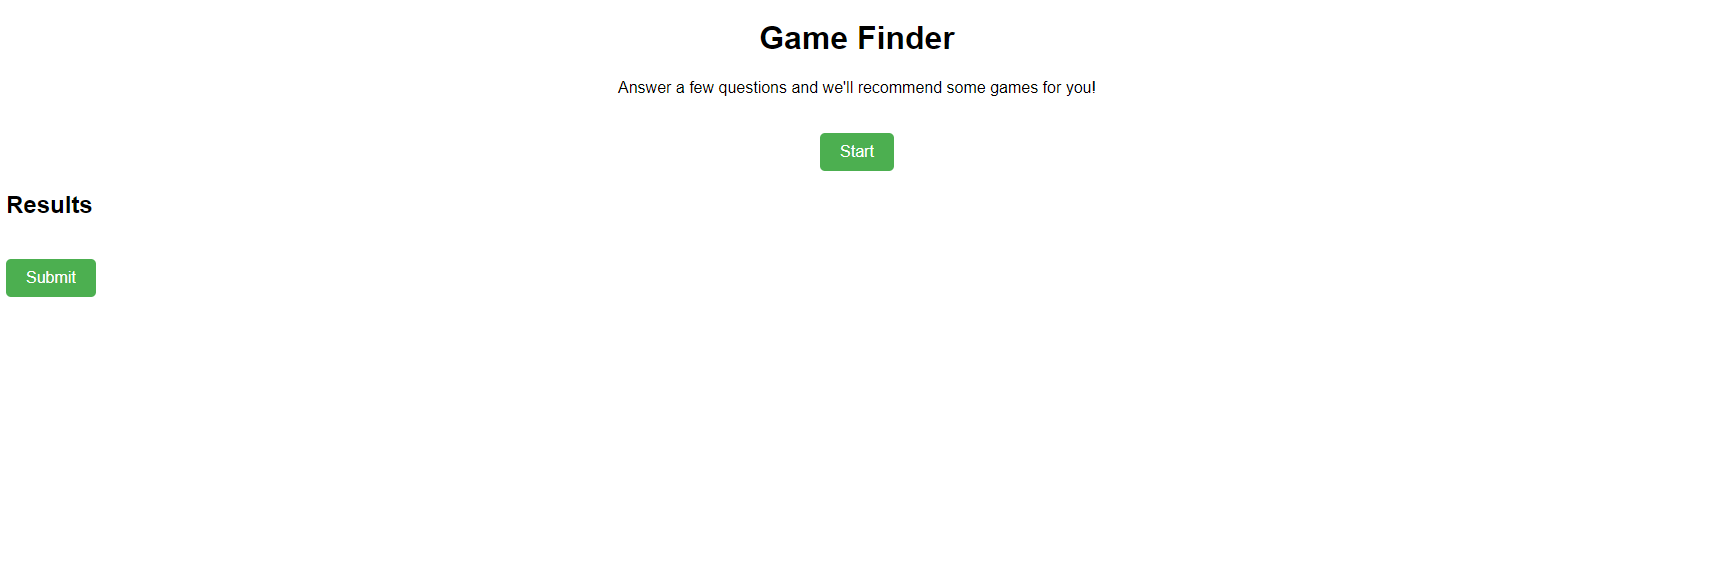 Game Finder
Answer a few questions and we'll recommend some games for you!
Start
Results
Submit